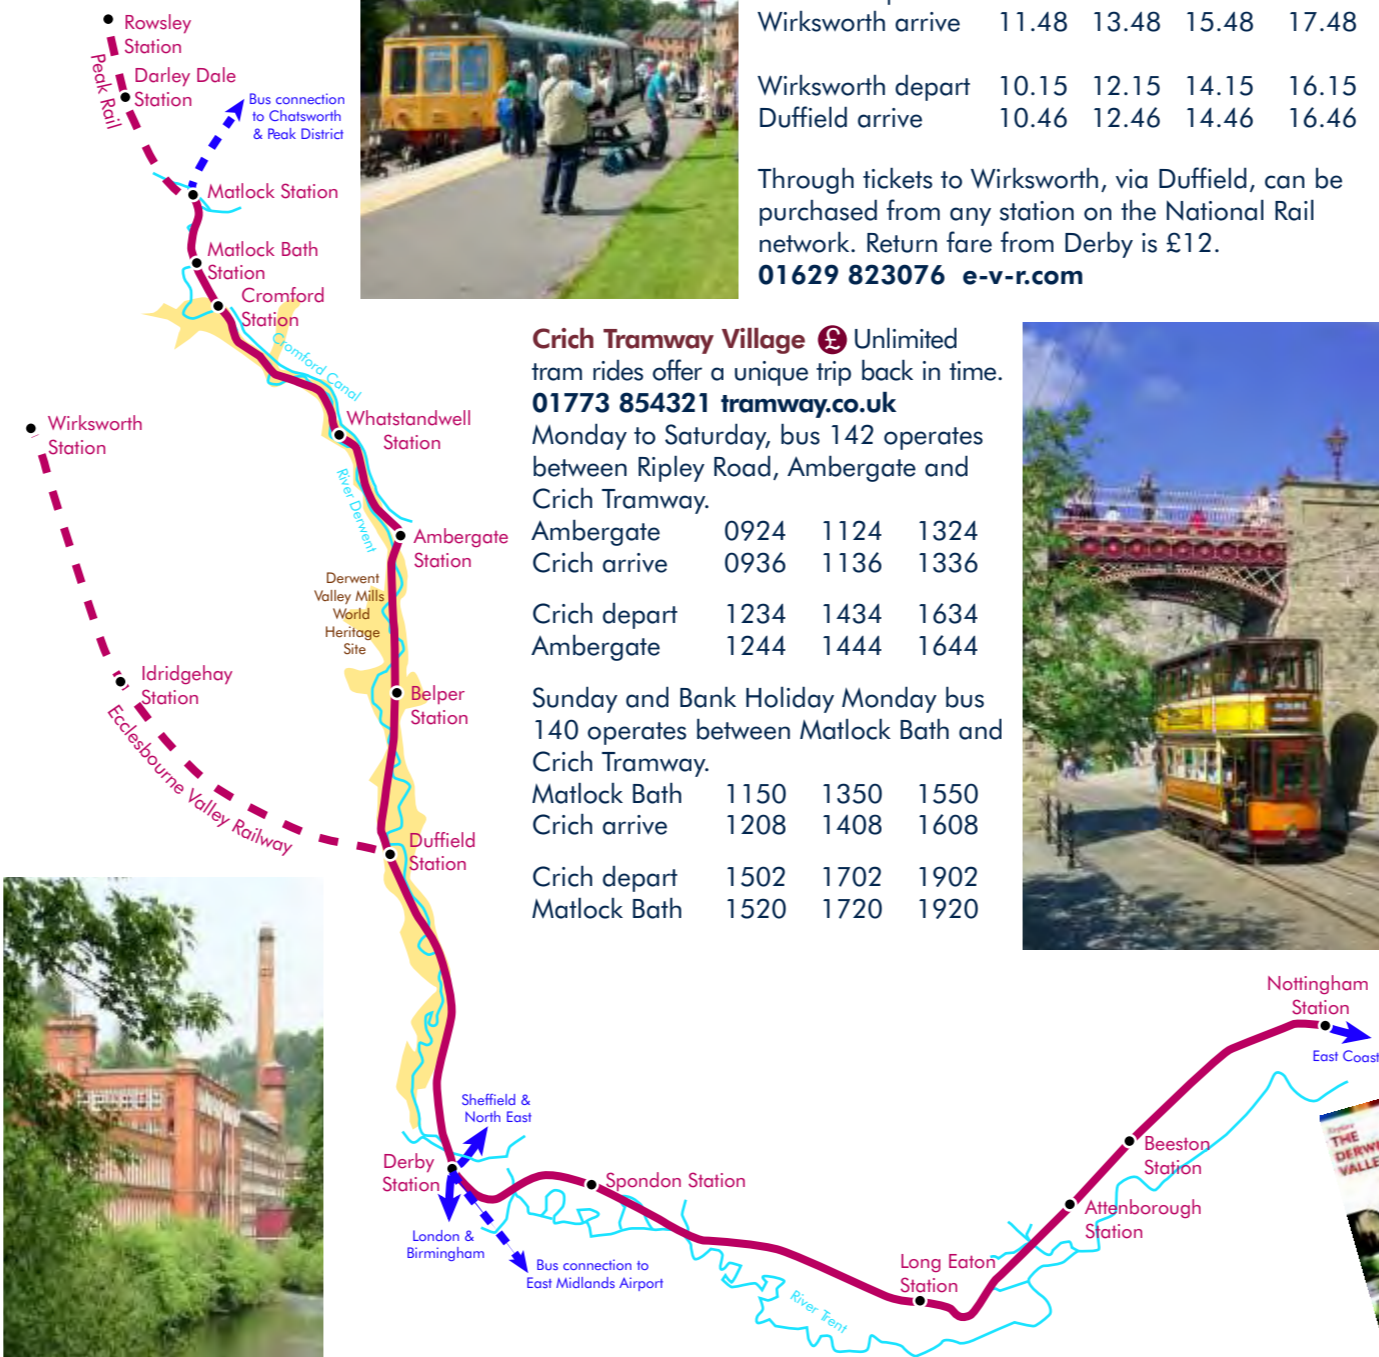 Wirksworth arrive 11.48 13.48 15.48 17.48
Wirksworth depart 10.15 12.15 14.15 16.15
Duffield arrive 10.46 12.46 14.46 16.46
Through tickets to Wirksworth, via Duffield, can be
purchased from any station on the National Rail
network. Return fare from Derby is £12.
01629 823076 e-v-r.com
Crich Tramway Village £ Unlimited
tram rides offer a unique trip back in time.
01773 854321 tramway.co.uk
Monday to Saturday, bus 142 operates
between Ripley Road, Ambergate and
Crich Tramway.
Ambergate 0924 1124 1324
Crich arrive 0936 1136 1336
Crich depart 1234 1434 1634
Ambergate 1244 1444 1644
Sunday and Bank Holiday Monday bus
140 operates between Matlock Bath and
Crich Tramway.
Matlock Bath 1150 1350 1550
Crich arrive 1208 1408 1608
Crich depart 1502 1702 1902
Matlock Bath 1520 1720 1920
Rowsley
Station
Peak Rail
Darley Dale
Station
Bus connection
to Chatsworth
& Peak District
Matlock Station
Matlock Bath
Station
Cromford
Station
Cromford Canal
Whatstandwell
Station
Wirksworth
Station
River Derwent
Ambergate
Station
Derwent
Valley Mills
World
Heritage
Site
Idridgehay
Station
Belper
Station
Ecclesbourne Valley Railway
Duffield
Station
Sheffield &
North East
Derby
Station
London &
Birmingham
Bus connection to
East Midlands Airport
Spondon Station
River Trent
Long Eaton
Station
Attenborough
Station
Beeston
Station
Nottingham
Station
East Coast
Explore
THE
DERW
VALLE